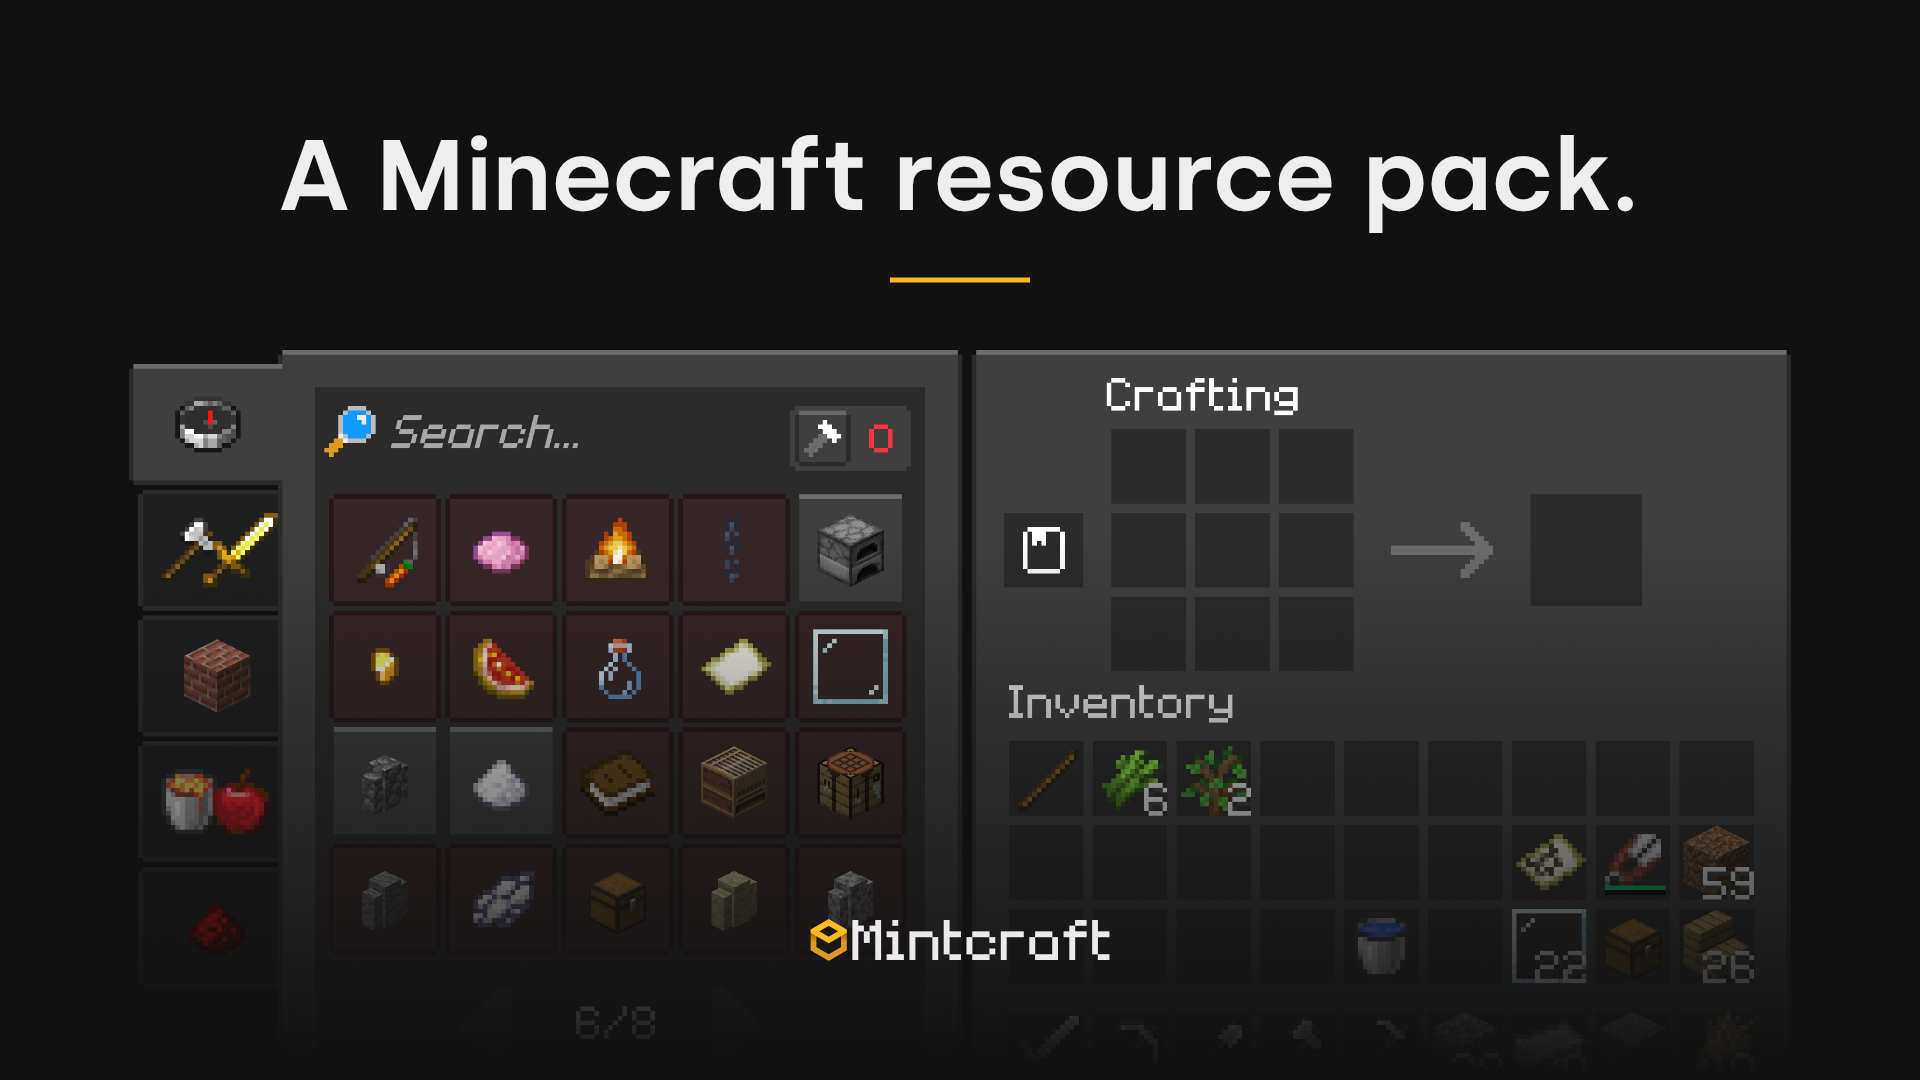 A Minecraft resource pack.
Search...
0
Crafting
Inventory
6
2
59
22
26
Mintcraft
6/8